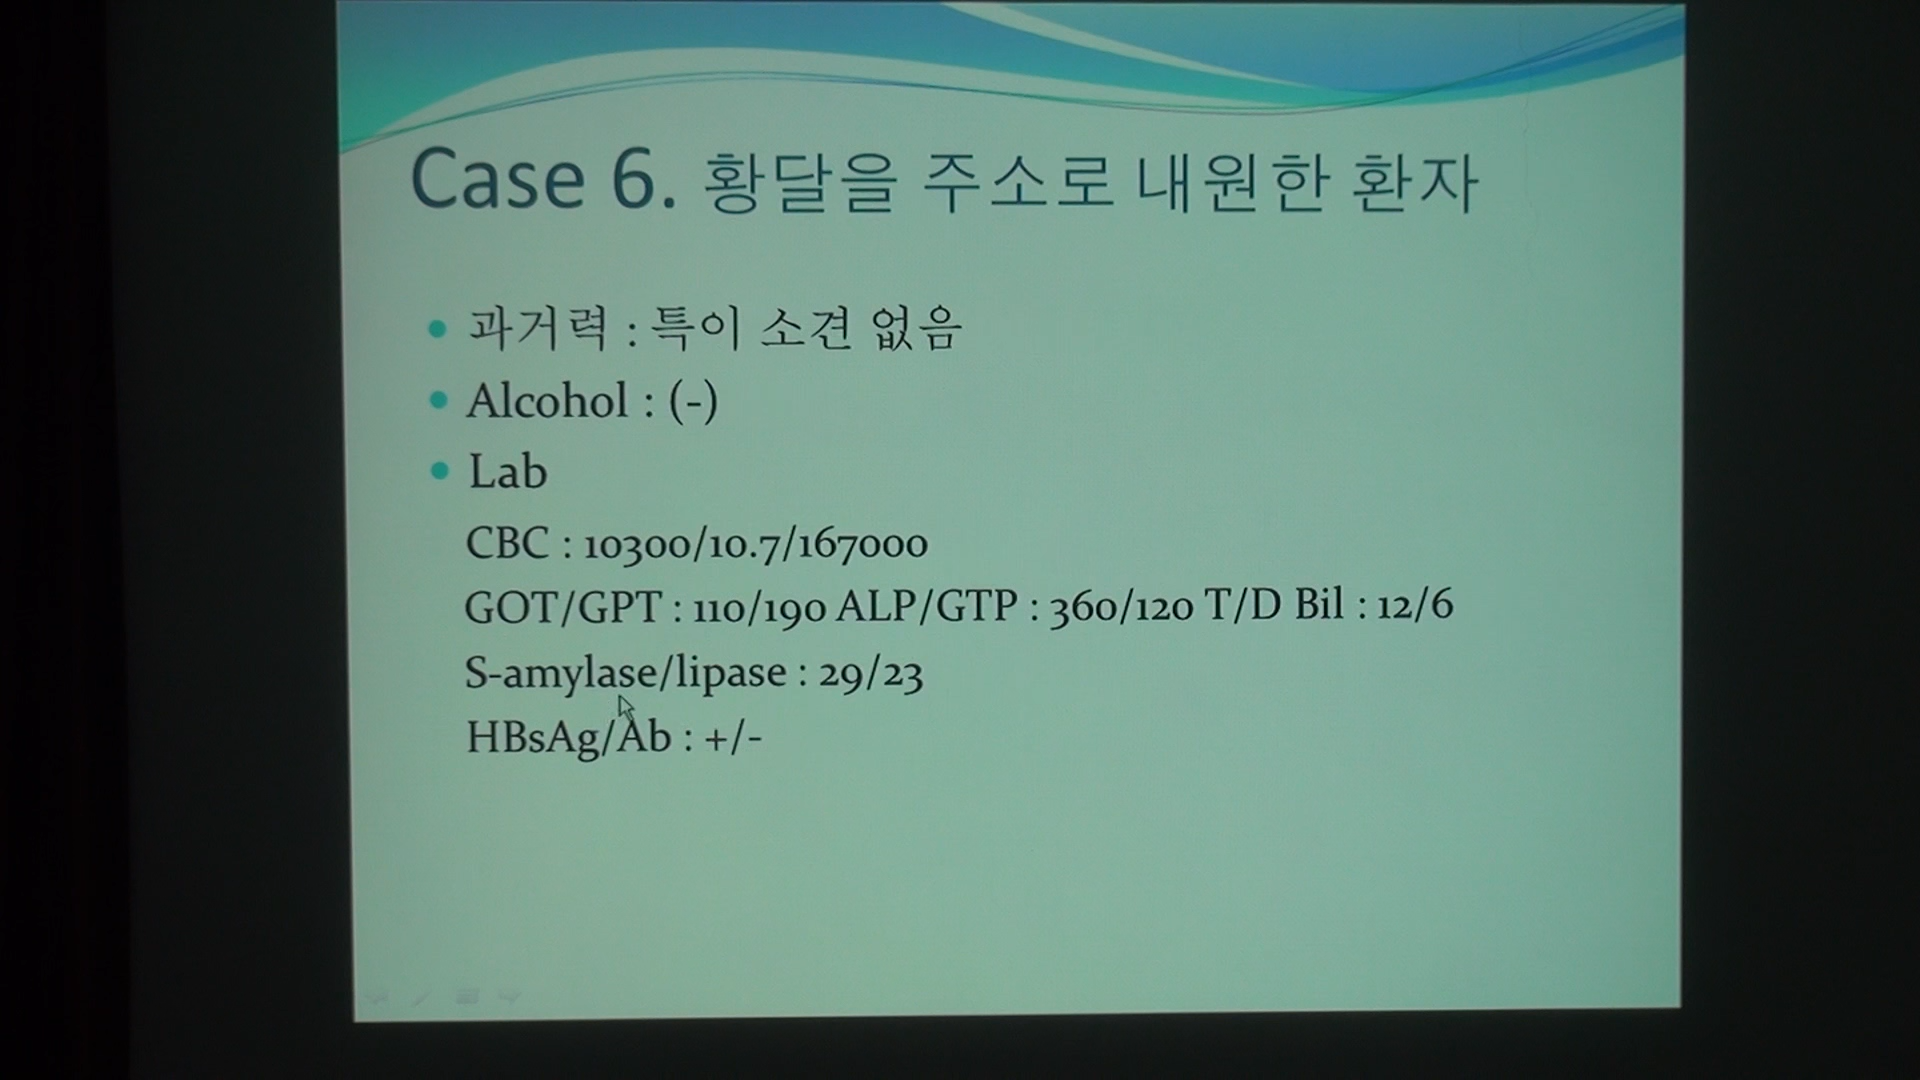 Case 6. 황달을 주소로 내원한 환자
과거력 : 특이 소견 없음
Alcohol : (-)
Lab
CBC : 10300/10.7/167000
GOT/GPT : 110/190 ALP/GTP : 360/120 T/D Bil : 12/6
S-amylase/lipase : 29/23
HBsAg/Ab : +/-